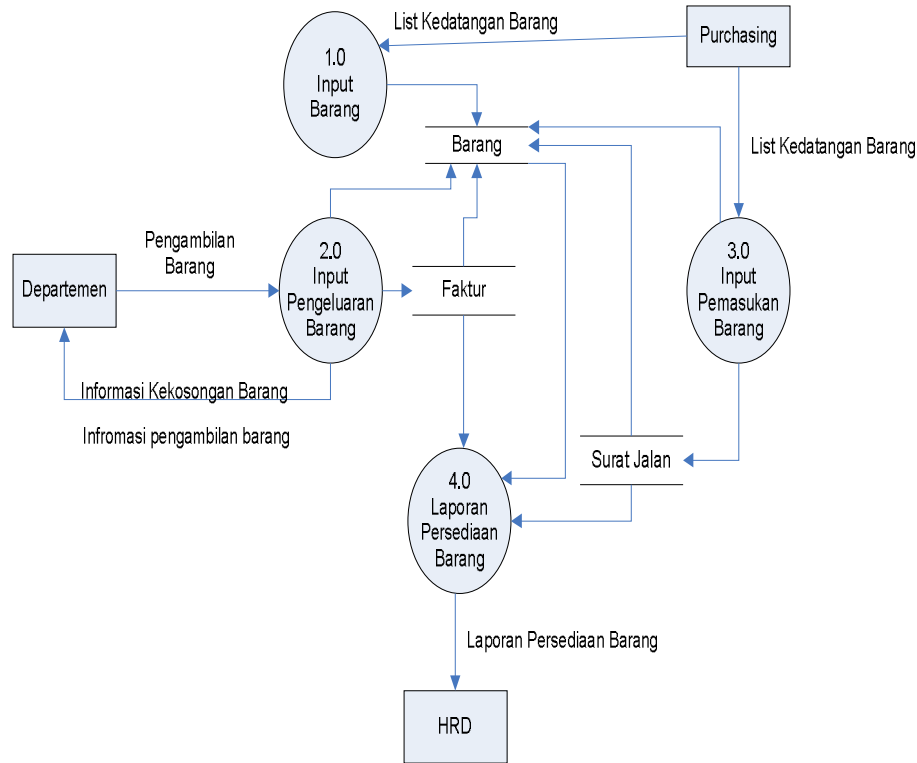 List Kedatangan Barang
Purchasing
1.0
Input
Barang
Barang
List Kedatangan Barang
Pengambilan
Barang
Departemen
2.0
Input
Pengeluaran
Barang
Faktur
3.0
Input
Pemasukan
Barang
Informasi Kekosongan Barang
Infromasi pengambilan barang
Surat Jalan
4.0
Laporan
Persediaan
Barang
Laporan Persediaan Barang
HRD